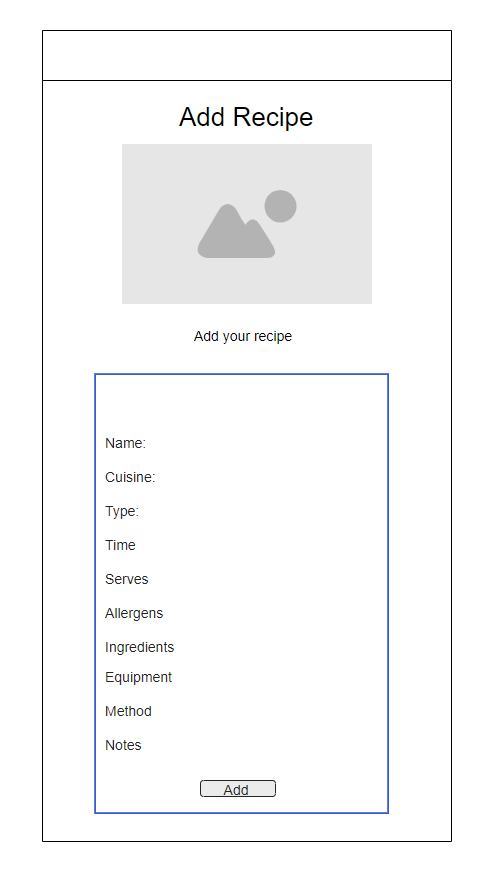 Add Recipe
Add your recipe
Name:
Cuisine:
Type:
Time
Serves
Allergens
Ingredients
Equipment
Method
Notes
Add